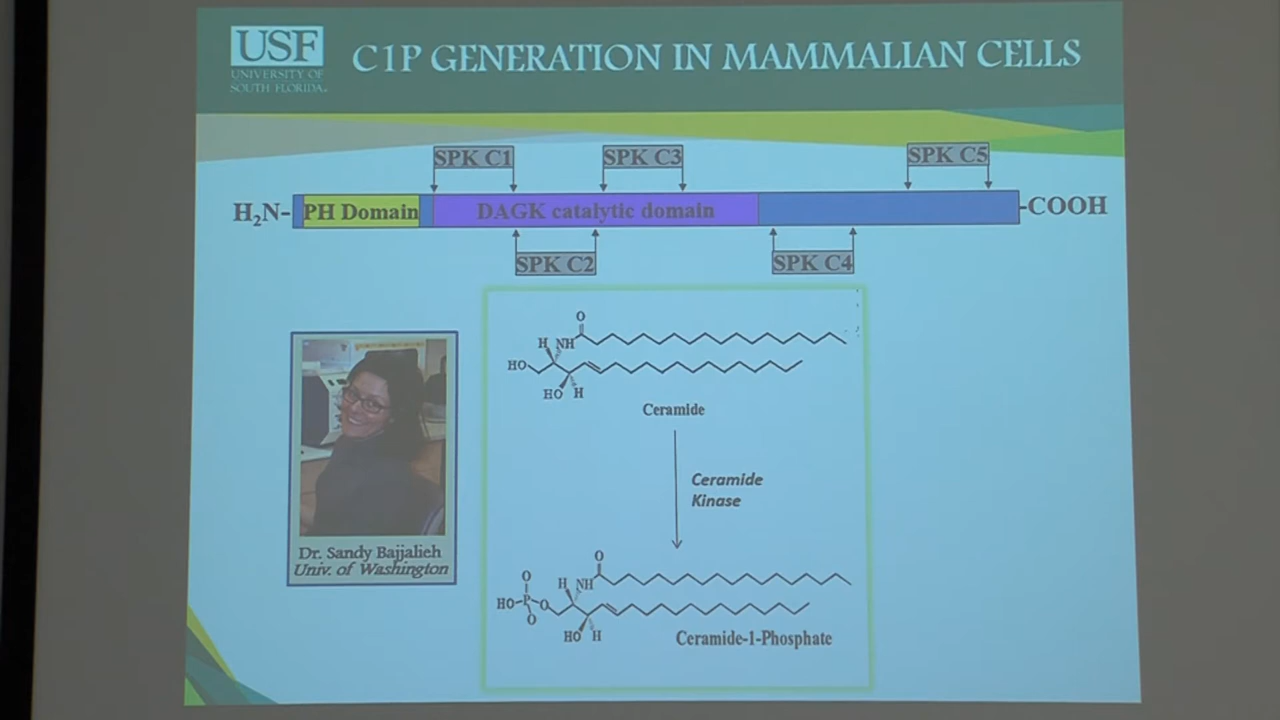 USF
UNIVERSITY OF
SOUTH FLORIDA.
C1P GENERATION IN MAMMALIAN CELLS
SPK C1
SPK C3
SPK C5
H2N-
PH Domain
DAGK catalytic domain
-COOH
SPK C2
SPK C4
O
H NH
HO
HO H
Ceramide
Ceramide
Kinase
Dr. Sandy Bajjalieh
Univ. of Washington
O
O H NH
HO-P-O
O
HO H
Ceramide-1-Phosphate